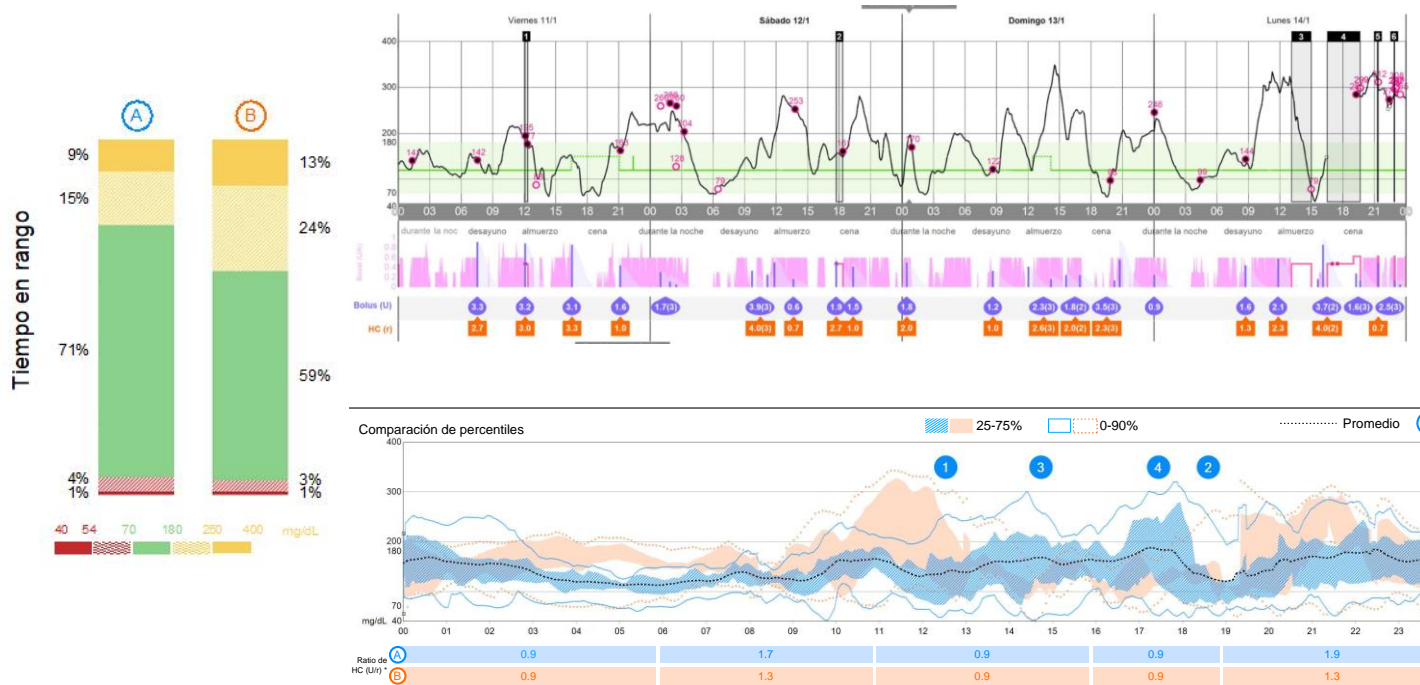 Tiempo en rango
A
B
9%
13%
15%
24%
71%
59%
4%
3%
1%
1%
40 54 70 180 250 400 mg/dL
Viernes 11/1 Sábado 12/1 Domingo 13/1 Lunes 14/1
1 2 3 4 5 6
400
300
200
180
70
40
142
253
204
128
79
122
248
99
144
79
00 03 06 09 12 15 18 21 00 03 06 09 12 15 18 21 00 03 06 09 12 15 18 21 00 03 06 09 12 15 18 21 00
durante la noc desayuno almuerzo cena durante la noche desayuno almuerzo cena durante la noche desayuno almuerzo cena durante la noche desayuno almuerzo cena
Bolus (U) 3.3 3.2 3.1 1.6 1.7(3) 3.9(3) 0.6 1.9 1.5 1.8 1.2 2.3(3) 1.8(2) 3.5(3) 0.9 1.6 2.1 3.7(2) 1.6(3) 2.5(3)
HC (r) 2.7 3.0 3.3 1.0 4.0(3) 0.7 2.7 1.0 2.0 1.0 2.6(3) 2.0(2) 2.3(3) 1.3 2.3 4.0(2) 0.7
Comparación de percentiles 25-75% 0-90% Promedio
400
300
200
180
70
mg/dL 40
1 3 4 2
00 01 02 03 04 05 06 07 08 09 10 11 12 13 14 15 16 17 18 19 20 21 22 23
Ratio de
HC (U/r) *
A 0.9 1.7 0.9 0.9 1.9
B 0.9 1.3 0.9 0.9 1.3